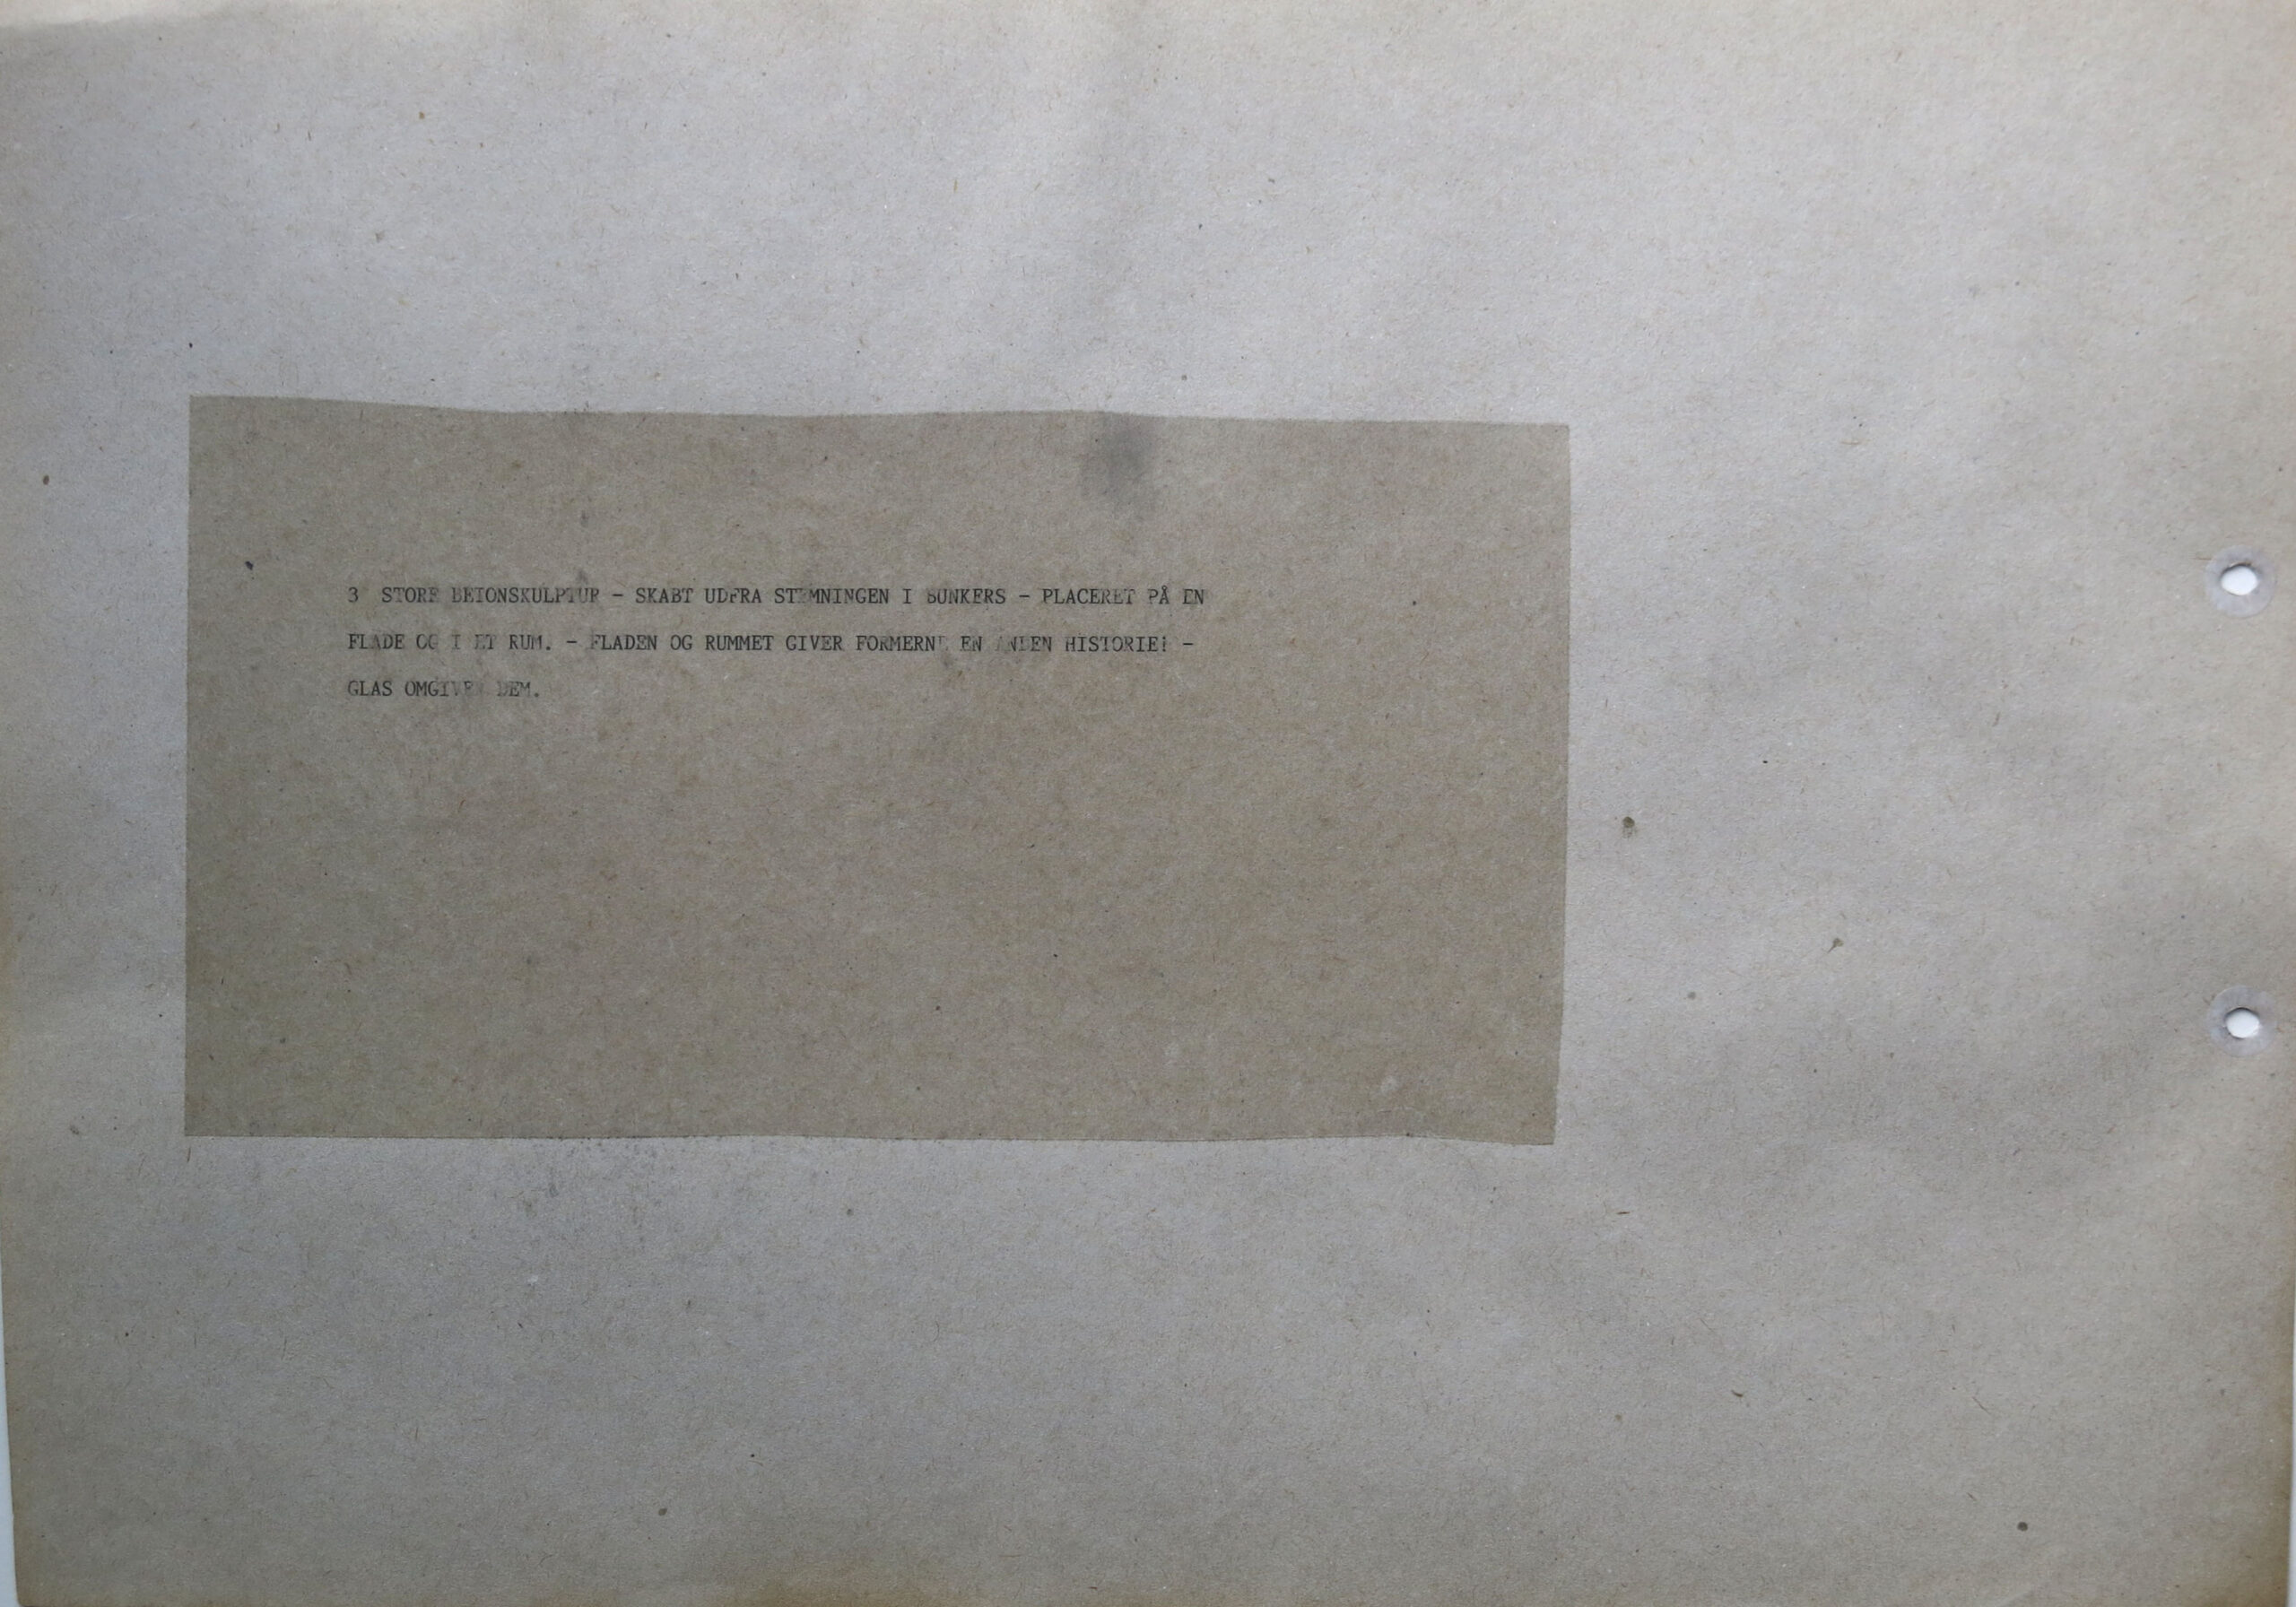 3 STORE BETONSKULPTUR - SKABT UDFRA STEMNINGEN I BUNKERS - PLACERET PÅ EN
FLADE OG I ET RUM. - FLADEN OG RUMMET GIVER FORMERNE EN ANDEN HISTORIE! -
GLAS OMGIVER DEM.